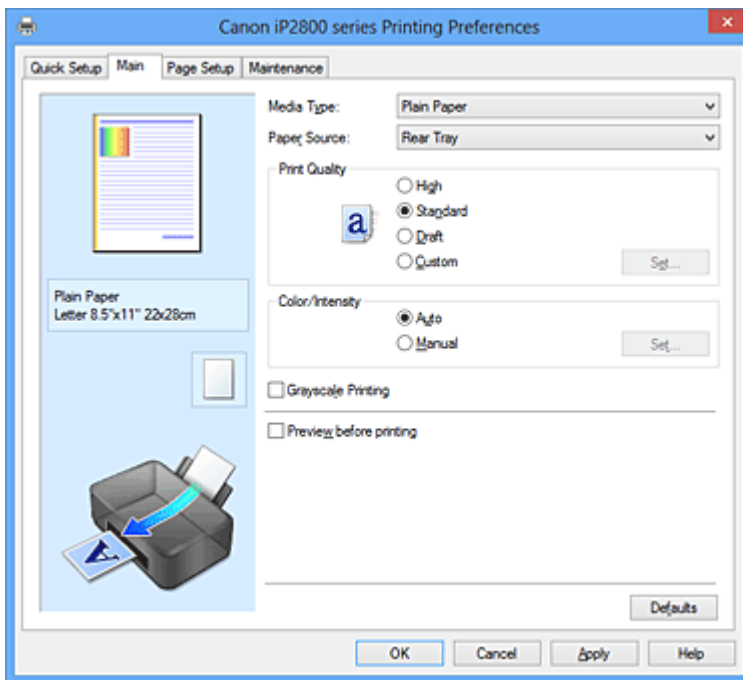 Canon iP2800 series Printing Preferences
Quick Setup Main Page Setup Maintenance
Media Type: Plain Paper
Paper Source: Rear Tray
Print Quality
High
a Standard
Draft
Custom Set...
Plain Paper
Letter 8.5"x11" 22x28cm
Color/Intensity
Auto
Manual Set...
Grayscale Printing
Preview before printing
A
Defaults
OK Cancel Apply Help